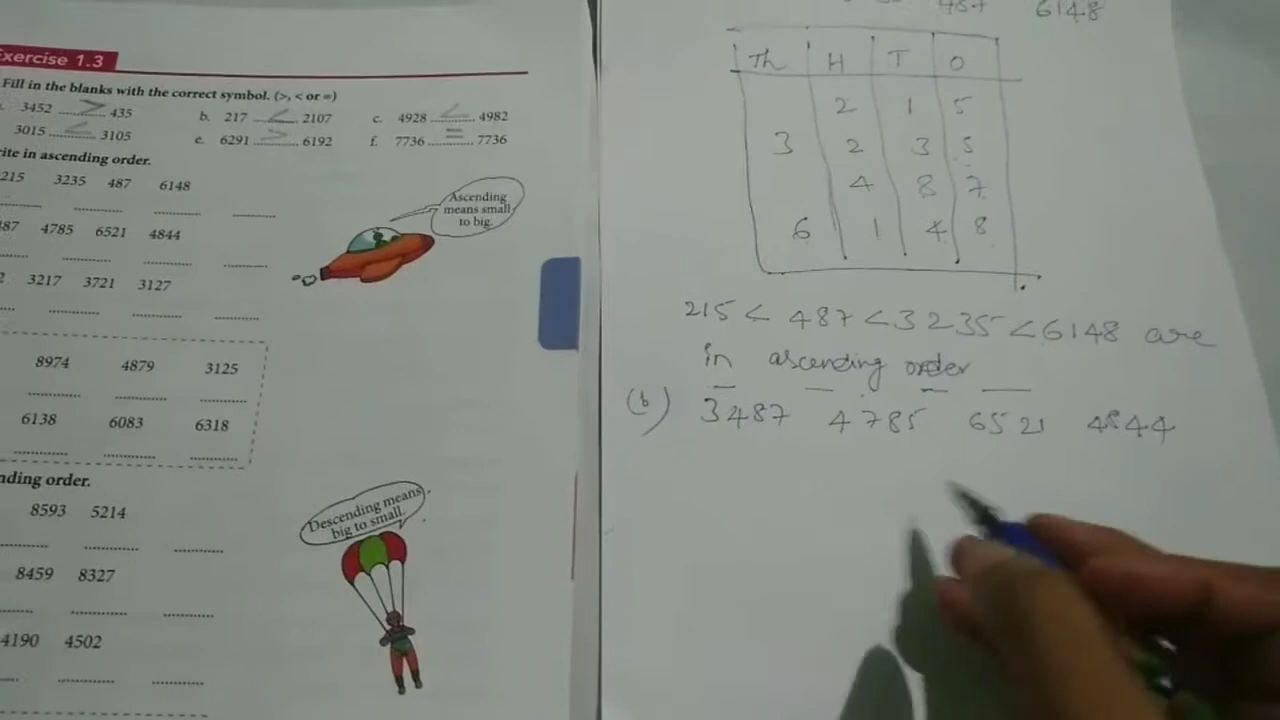 Exercise 1.3
Fill in the blanks with the correct symbol. (>, < or =)
3452 > 435 b. 217 < 2107 c. 4928 < 4982
3015 < 3105 e. 6291 > 6192 f. 7736 = 7736
rite in ascending order.
215 3235 487 6148
487 4785 6521 4844
3217 3721 3127
Ascending
means small
to big.
8974 4879 3125
6138 6083 6318
nding order.
8593 5214
8459 8327
4190 4502
Descending means
big to small.
487 6148
Th H T O
2 1 5
3 2 3 5
4 8 7
6 1 4 8
215 < 487 < 3235 < 6148 are
in ascending order
(b) 3487 4785 6521 4844